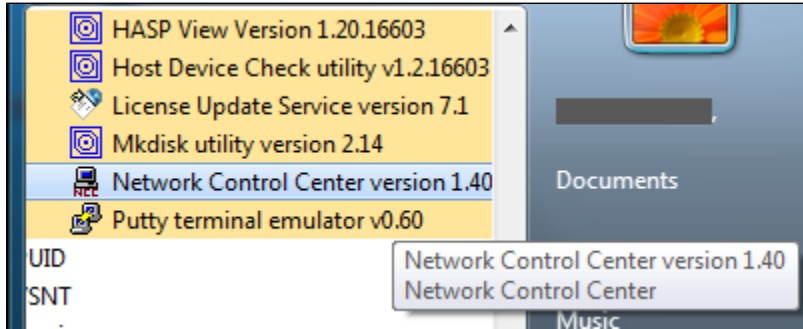 HASP View Version 1.20.16603
Host Device Check utility v1.2.16603
License Update Service version 7.1
Mkdisk utility version 2.14
Network Control Center version 1.40
NCC
Putty terminal emulator v0.60
UID
SNT
,
Documents
Network Control Center version 1.40
Network Control Center
Music